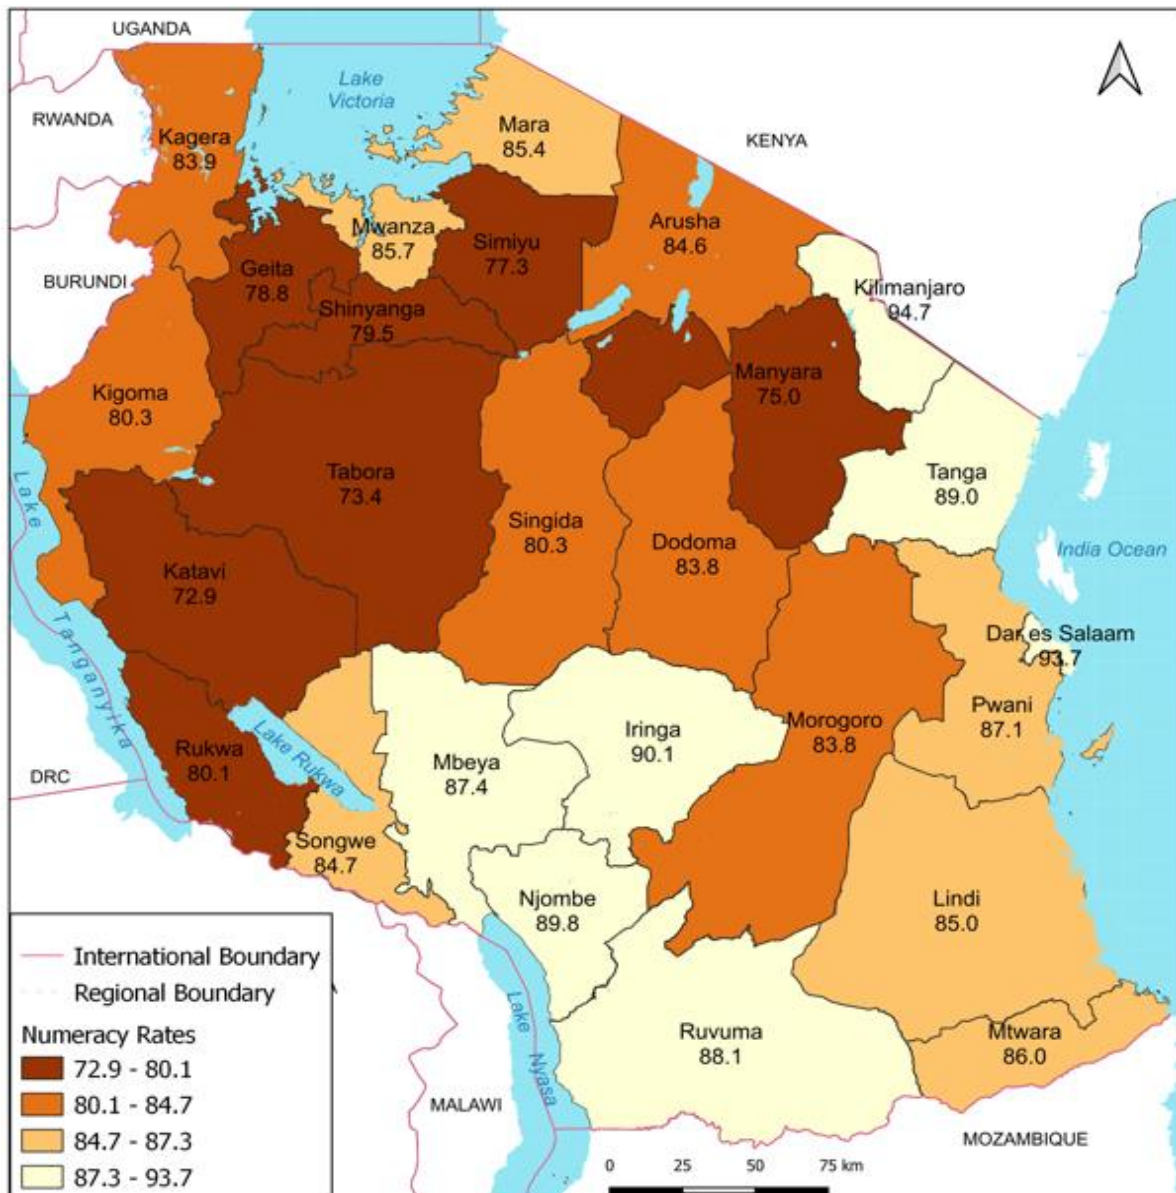 UGANDA
Lake
Victoria
RWANDA
Kagera
83.9
Mara
85.4
KENYA
Mwanza
85.7
Simiyu
77.3
Arusha
84.6
BURUNDI
Geita
78.8
Shinyanga
79.5
Kilimanjaro
94.7
Kigoma
80.3
Manyara
75.0
Tabora
73.4
Tanga
89.0
Singida
80.3
Dodoma
83.8
India Ocean
Katavi
72.9
Lake Tanganyika
Dar es Salaam
93.7
Pwani
87.1
Rukwa
80.1
Lake Rukwa
Mbeya
87.4
Iringa
90.1
Morogoro
83.8
DRC
Songwe
84.7
Njombe
89.8
Lindi
85.0
Lake Nyasa
Ruvuma
88.1
Mtwara
86.0
MALAWI
MOZAMBIQUE
International Boundary
Regional Boundary
Numeracy Rates
72.9 - 80.1
80.1 - 84.7
84.7 - 87.3
87.3 - 93.7
0 25 50 75 km